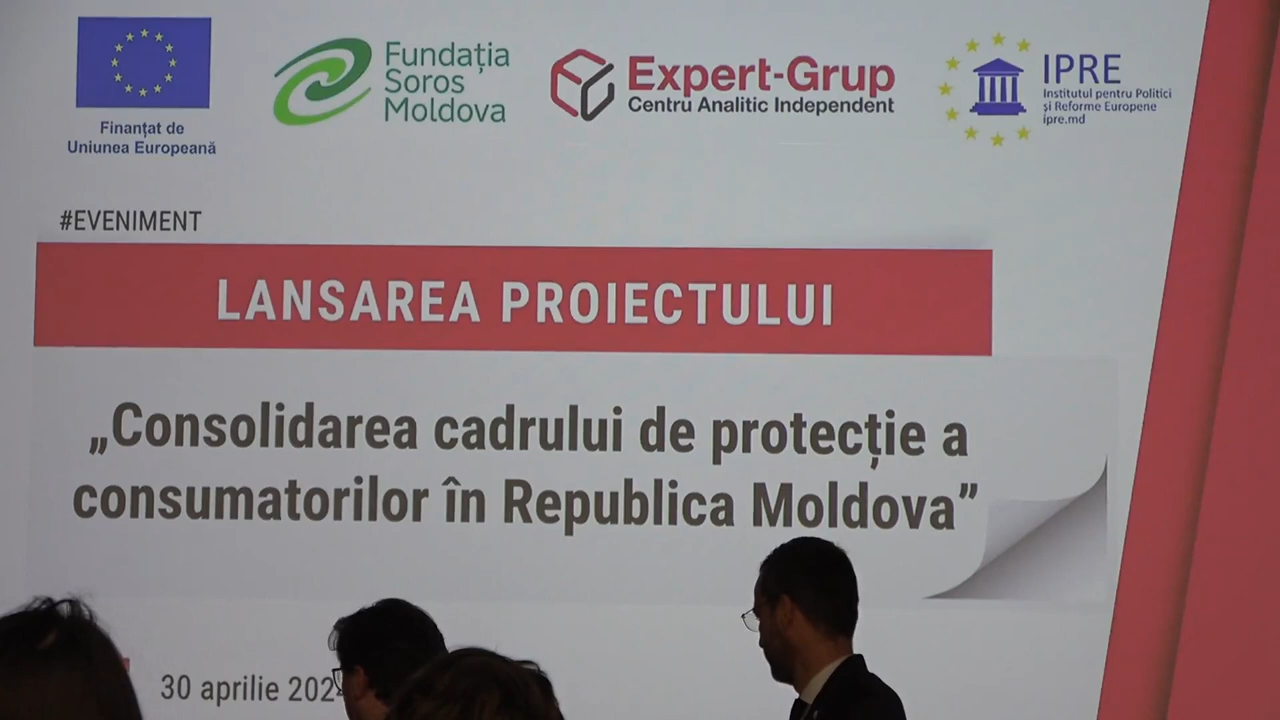 Finanțat de
Uniunea Europeană
Fundația
Soros
Moldova
Expert-Grup
Centru Analitic Independent
IPRE
Institutul pentru Politici
și Reforme Europene
ipre.md
#EVENIMENT
LANSAREA PROIECTULUI
„Consolidarea cadrului de protecție a
consumatorilor în Republica Moldova”
30 aprilie